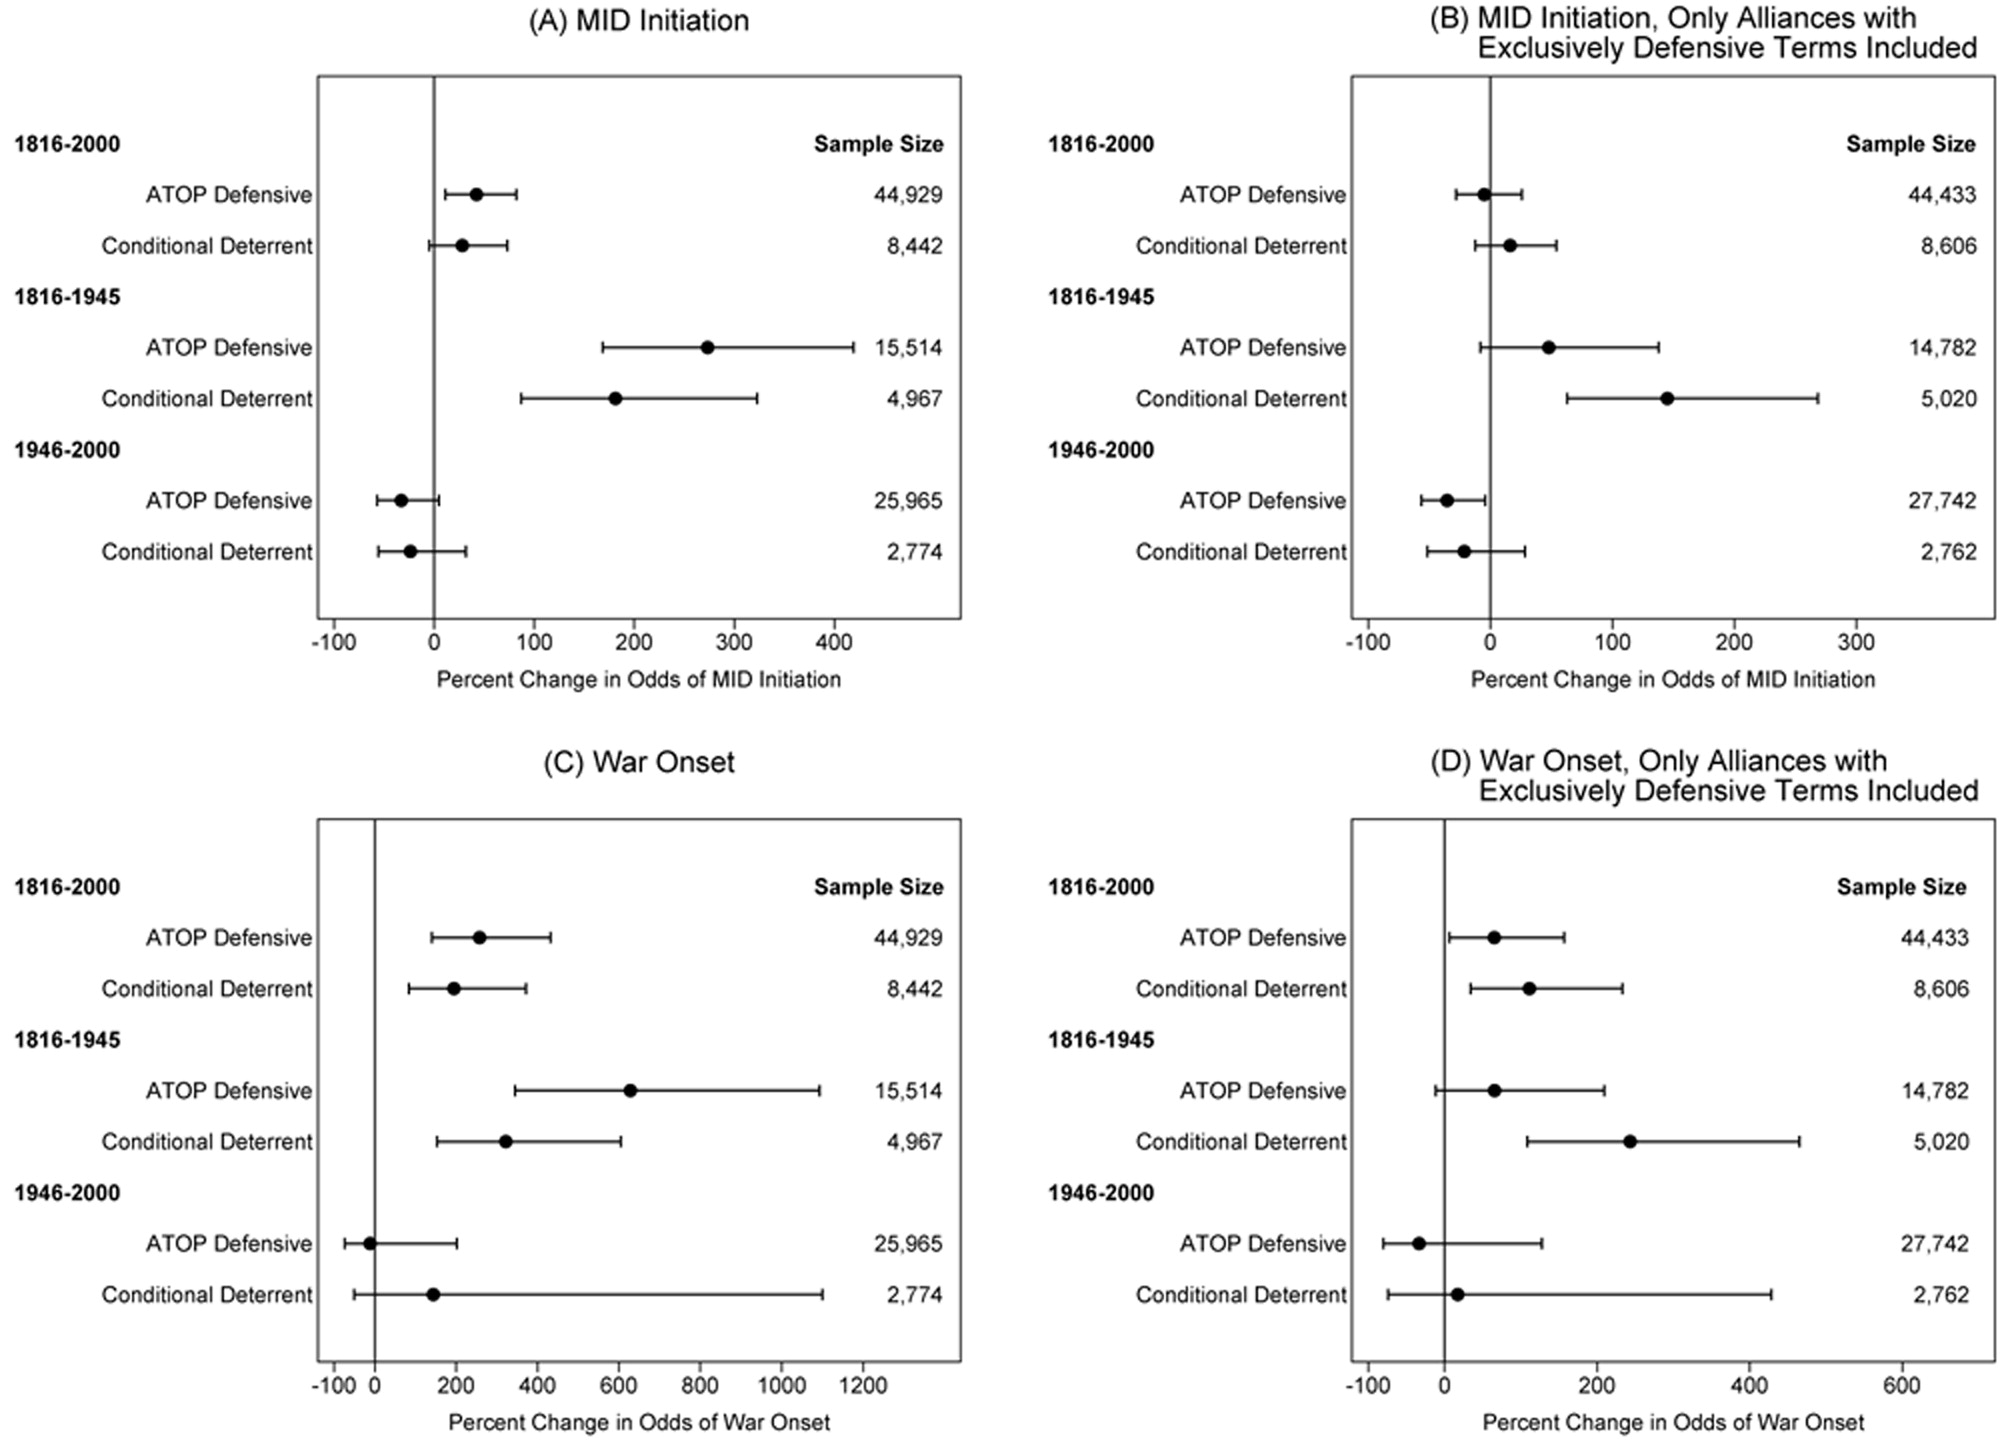 (A) MID Initiation
1816-2000 Sample Size
ATOP Defensive 44,929
Conditional Deterrent 8,442
1816-1945
ATOP Defensive 15,514
Conditional Deterrent 4,967
1946-2000
ATOP Defensive 25,965
Conditional Deterrent 2,774
-100 0 100 200 300 400
Percent Change in Odds of MID Initiation
(B) MID Initiation, Only Alliances with
Exclusively Defensive Terms Included
1816-2000 Sample Size
ATOP Defensive 44,433
Conditional Deterrent 8,606
1816-1945
ATOP Defensive 14,782
Conditional Deterrent 5,020
1946-2000
ATOP Defensive 27,742
Conditional Deterrent 2,762
-100 0 100 200 300
Percent Change in Odds of MID Initiation
(C) War Onset
1816-2000 Sample Size
ATOP Defensive 44,929
Conditional Deterrent 8,442
1816-1945
ATOP Defensive 15,514
Conditional Deterrent 4,967
1946-2000
ATOP Defensive 25,965
Conditional Deterrent 2,774
-100 0 200 400 600 800 1000 1200
Percent Change in Odds of War Onset
(D) War Onset, Only Alliances with
Exclusively Defensive Terms Included
1816-2000 Sample Size
ATOP Defensive 44,433
Conditional Deterrent 8,606
1816-1945
ATOP Defensive 14,782
Conditional Deterrent 5,020
1946-2000
ATOP Defensive 27,742
Conditional Deterrent 2,762
-100 0 200 400 600
Percent Change in Odds of War Onset